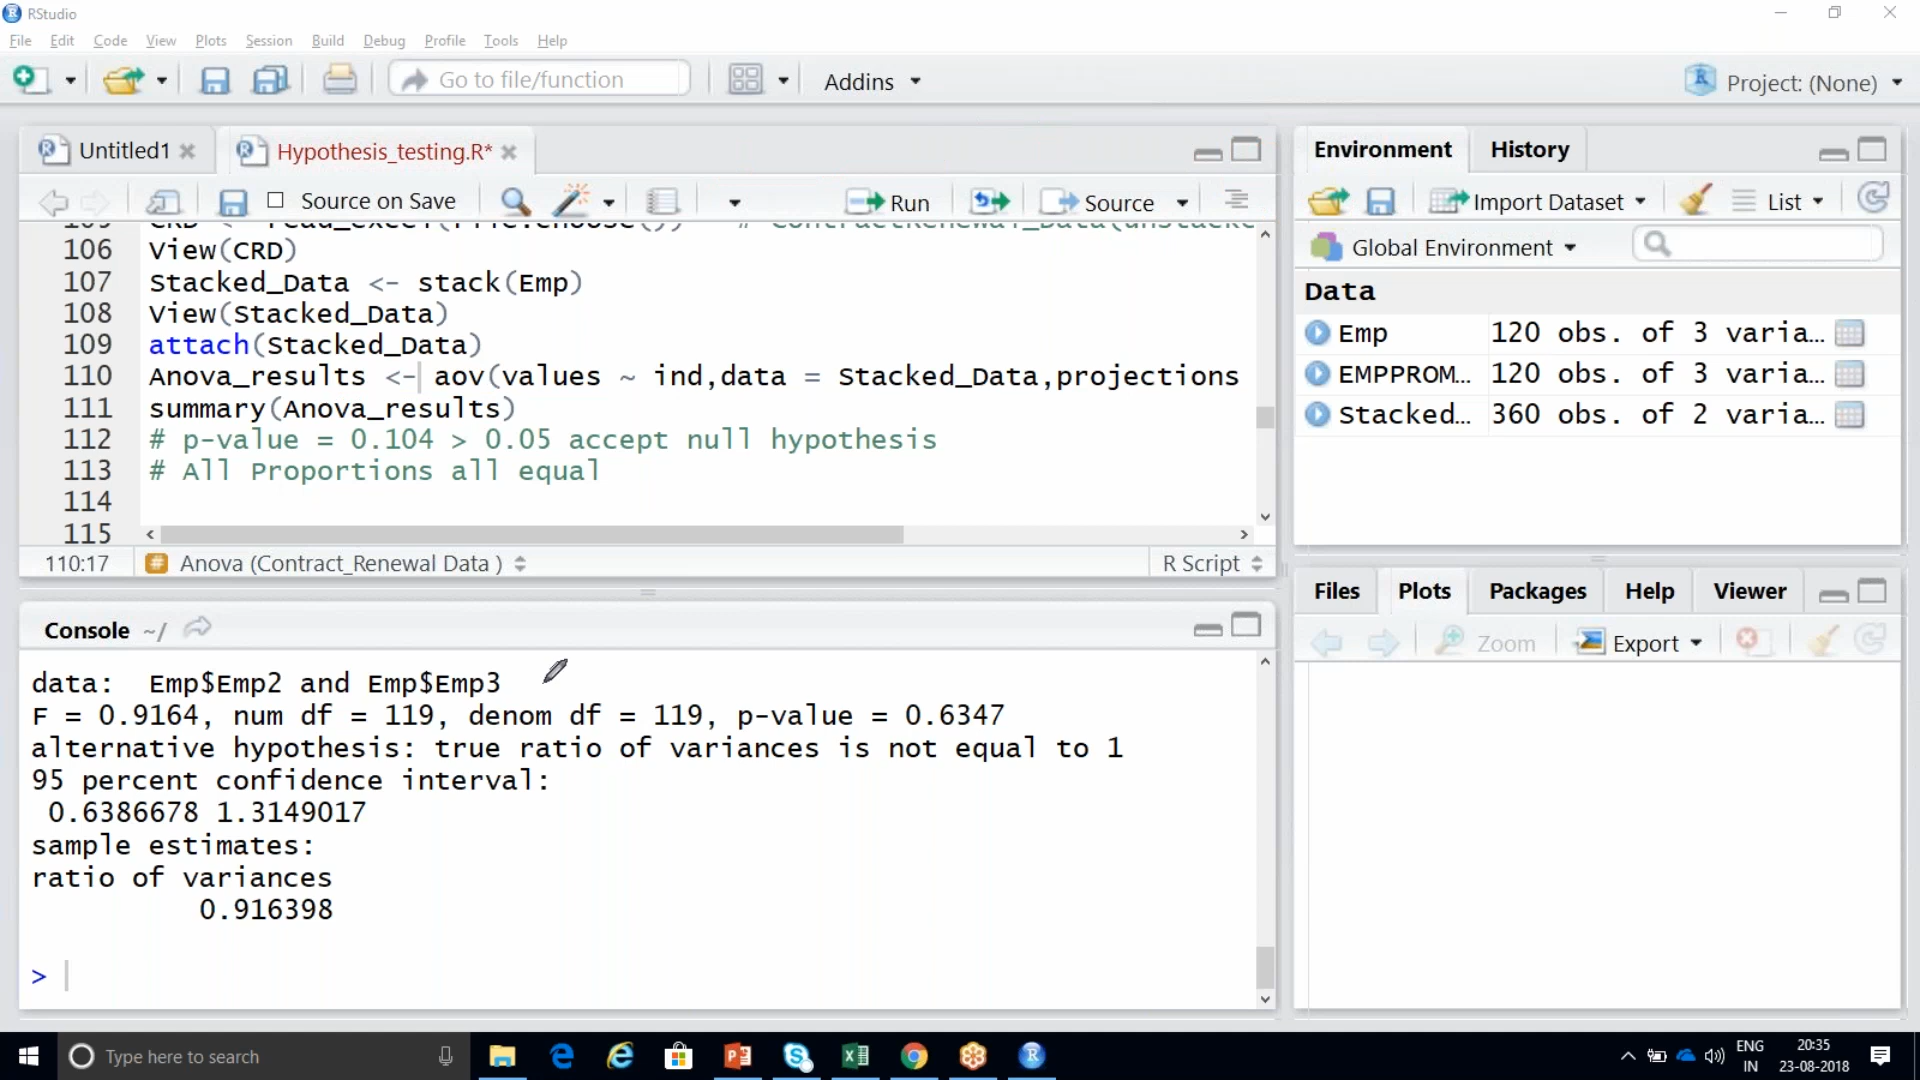 RStudio
File Edit Code View Plots Session Build Debug Profile Tools Help
Go to file/function Addins Project: (None)
Untitled1 Hypothesis_testing.R*
Source on Save Run Source
106 View(CRD)
107 Stacked_Data <- stack(Emp)
108 View(Stacked_Data)
109 attach(Stacked_Data)
110 Anova_results <- aov(values ~ ind,data = Stacked_Data,projections
111 summary(Anova_results)
112 # p-value = 0.104 > 0.05 accept null hypothesis
113 # All Proportions all equal
114
115
110:17 Anova (Contract_Renewal Data ) R Script
Console ~/
data: Emp$Emp2 and Emp$Emp3
F = 0.9164, num df = 119, denom df = 119, p-value = 0.6347
alternative hypothesis: true ratio of variances is not equal to 1
95 percent confidence interval:
0.6386678 1.3149017
sample estimates:
ratio of variances
0.916398
>
Environment History
Import Dataset List
Global Environment
Data
Emp 120 obs. of 3 varia...
EMPPROM... 120 obs. of 3 varia...
Stacked... 360 obs. of 2 varia...
Files Plots Packages Help Viewer
Zoom Export
Type here to search
ENG
IN
20:35
23-08-2018